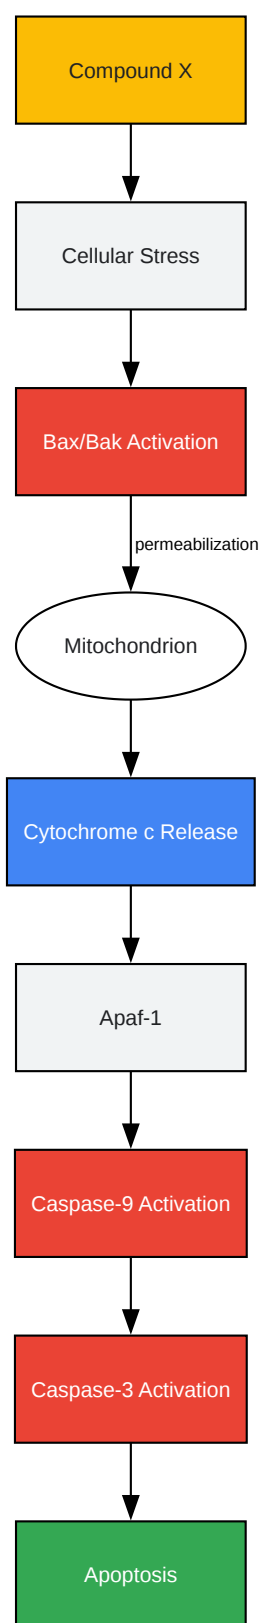 Compound X
Cellular Stress
Bax/Bak Activation
permeabilization
Mitochondrion
Cytochrome c Release
Apaf-1
Caspase-9 Activation
Caspase-3 Activation
Apoptosis